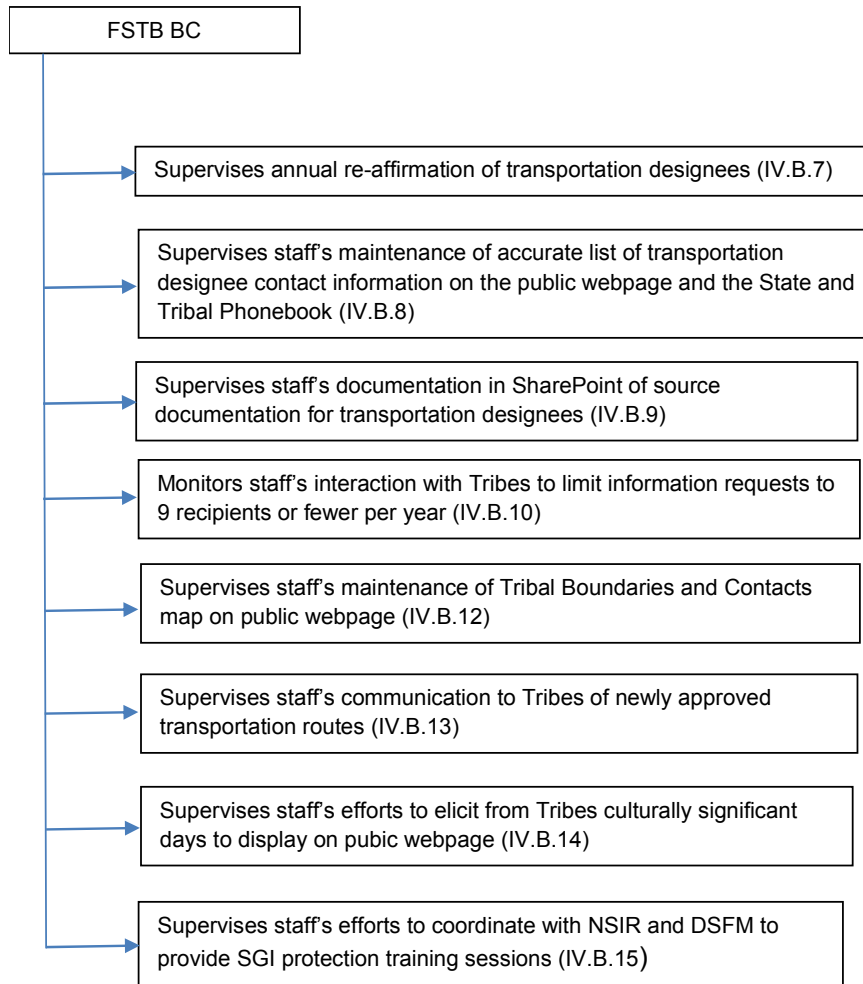 FSTB BC
Supervises annual re-affirmation of transportation designees (IV.B.7)
Supervises staff's maintenance of accurate list of transportation
designee contact information on the public webpage and the State and
Tribal Phonebook (IV.B.8)
Supervises staff's documentation in SharePoint of source
documentation for transportation designees (IV.B.9)
Monitors staff's interaction with Tribes to limit information requests to
9 recipients or fewer per year (IV.B.10)
Supervises staff's maintenance of Tribal Boundaries and Contacts
map on public webpage (IV.B.12)
Supervises staff's communication to Tribes of newly approved
transportation routes (IV.B.13)
Supervises staff's efforts to elicit from Tribes culturally significant
days to display on pubic webpage (IV.B.14)
Supervises staff's efforts to coordinate with NSIR and DSFM to
provide SGI protection training sessions (IV.B.15)